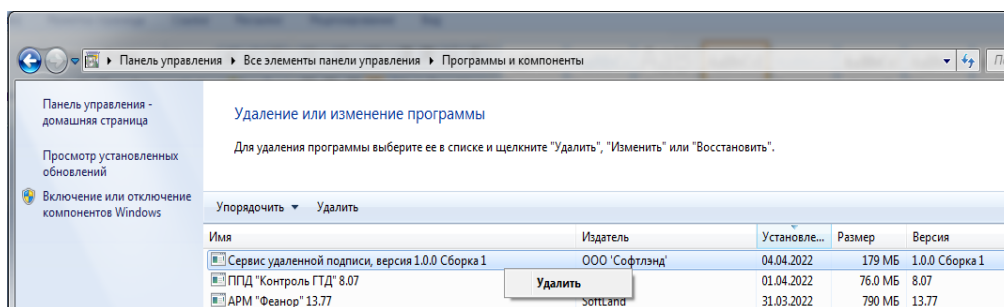 Панель управления ▸ Все элементы панели управления ▸ Программы и компоненты
Панель управления - домашняя страница
Просмотр установленных обновлений
Включение или отключение компонентов Windows
Удаление или изменение программы
Для удаления программы выберите ее в списке и щелкните "Удалить", "Изменить" или "Восстановить".
Упорядочить Удалить
Имя Издатель Установле... Размер Версия
Сервис удаленной подписи, версия 1.0.0 Сборка 1 ООО 'Софтлэнд' 04.04.2022 179 МБ 1.0.0 Сборка 1
ППД "Контроль ГТД" 8.07 01.04.2022 76.0 МБ 8.07
Удалить
АРМ "Феанор" 13.77 SoftLand 31.03.2022 790 МБ 13.77